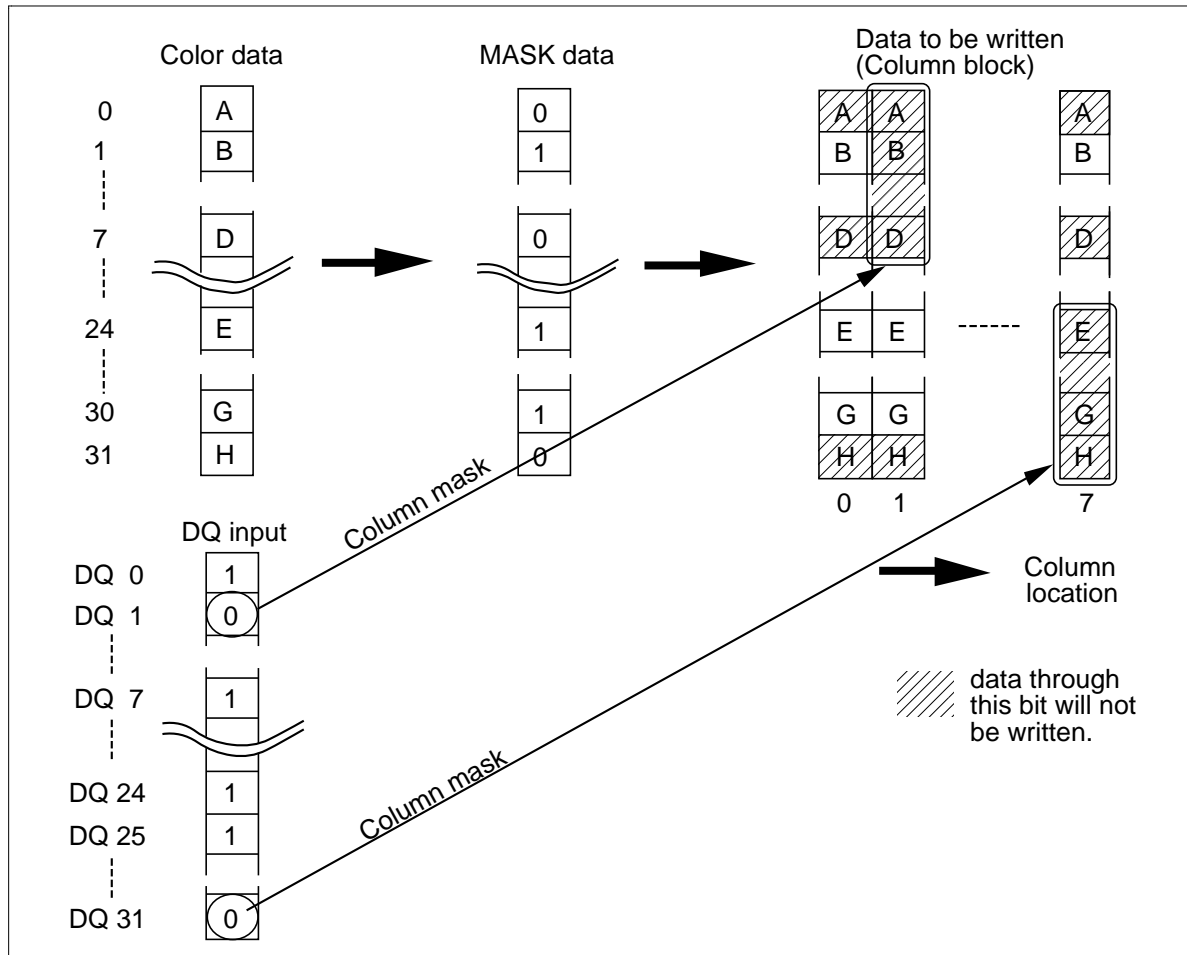 Color data MASK data Data to be written
(Column block)
0 A 0 A A A
1 B 1 B B B
7 D 0 D D D
24 E 1 E E E
30 G 1 G G G
31 H 0 H H H
0 1 7
Column mask
DQ input
DQ 0 1
DQ 1 0
Column
location
DQ 7 1
data through
this bit will not
be written.
Column mask
DQ 24 1
DQ 25 1
DQ 31 0